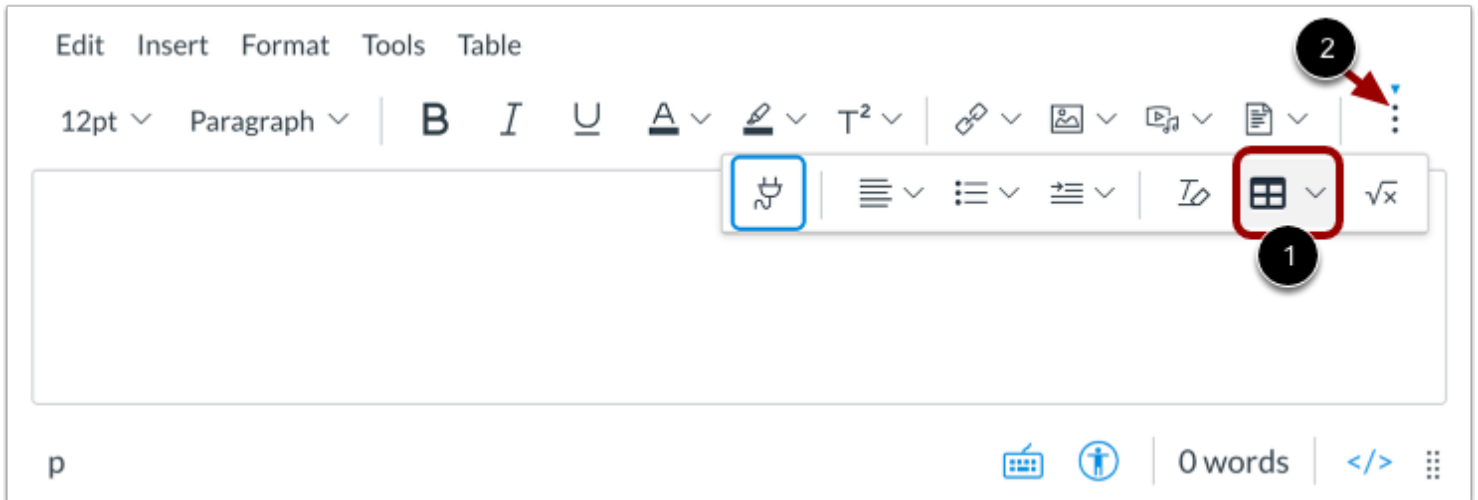 Edit Insert Format Tools Table
2
12pt Paragraph B I U A T²
√x
1
p 0 words </>